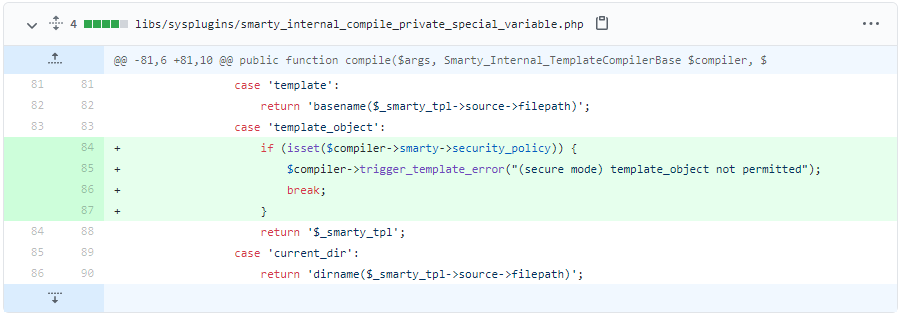 4 libs/sysplugins/smarty_internal_compile_private_special_variable.php
@@ -81,6 +81,10 @@ public function compile($args, Smarty_Internal_TemplateCompilerBase $compiler, $
81 81 case 'template':
82 82 return 'basename($_smarty_tpl->source->filepath)';
83 83 case 'template_object':
84 + if (isset($compiler->smarty->security_policy)) {
85 + $compiler->trigger_template_error("(secure mode) template_object not permitted");
86 + break;
87 + }
84 88 return '$_smarty_tpl';
85 89 case 'current_dir':
86 90 return 'dirname($_smarty_tpl->source->filepath)';